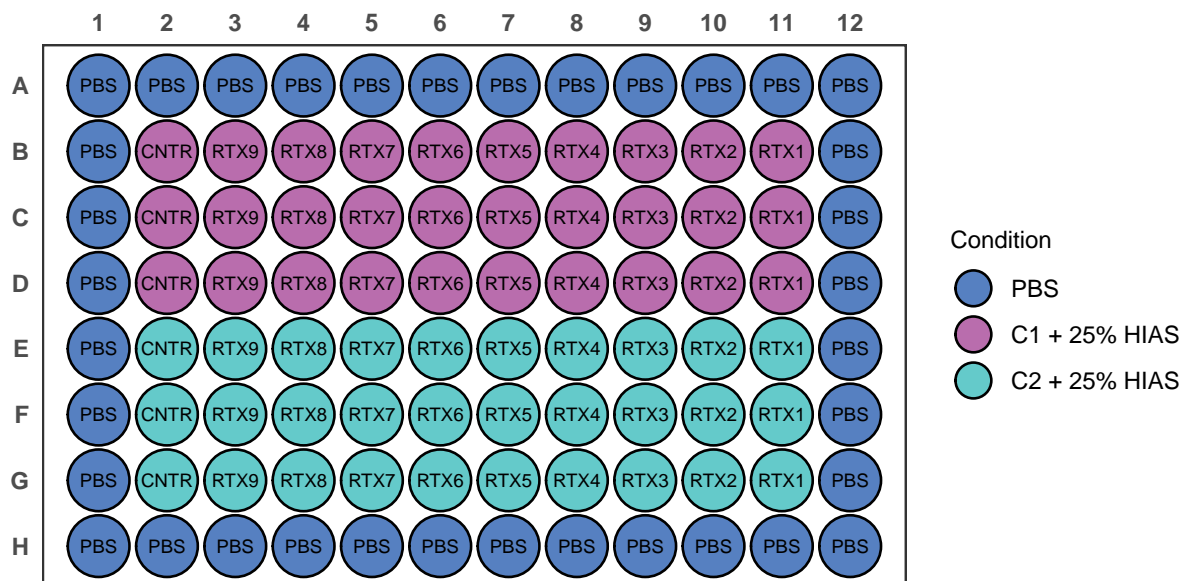 1 2 3 4 5 6 7 8 9 10 11 12
A PBS PBS PBS PBS PBS PBS PBS PBS PBS PBS PBS PBS
B PBS CNTR RTX9 RTX8 RTX7 RTX6 RTX5 RTX4 RTX3 RTX2 RTX1 PBS
C PBS CNTR RTX9 RTX8 RTX7 RTX6 RTX5 RTX4 RTX3 RTX2 RTX1 PBS
D PBS CNTR RTX9 RTX8 RTX7 RTX6 RTX5 RTX4 RTX3 RTX2 RTX1 PBS
E PBS CNTR RTX9 RTX8 RTX7 RTX6 RTX5 RTX4 RTX3 RTX2 RTX1 PBS
F PBS CNTR RTX9 RTX8 RTX7 RTX6 RTX5 RTX4 RTX3 RTX2 RTX1 PBS
G PBS CNTR RTX9 RTX8 RTX7 RTX6 RTX5 RTX4 RTX3 RTX2 RTX1 PBS
H PBS PBS PBS PBS PBS PBS PBS PBS PBS PBS PBS PBS
Condition
PBS
C1 + 25% HIAS
C2 + 25% HIAS